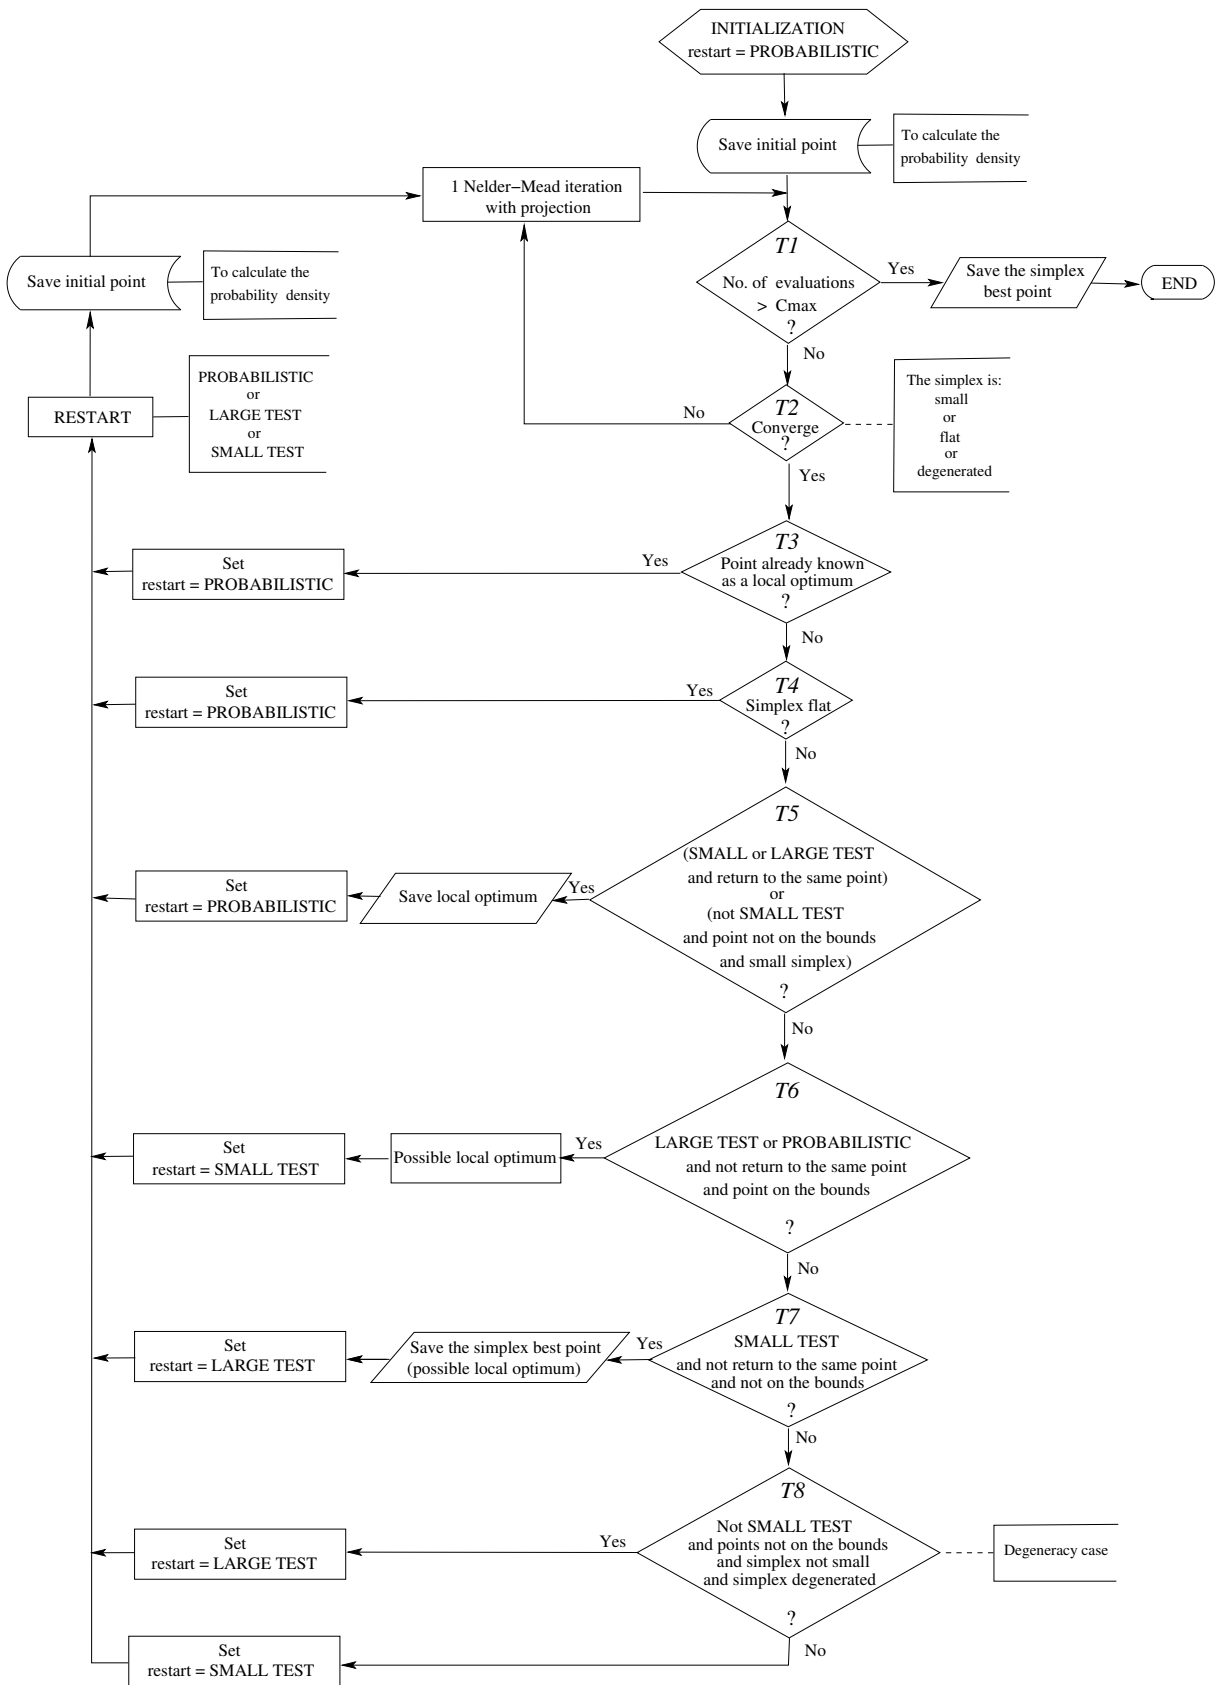 INITIALIZATION
restart = PROBABILISTIC
Save initial point
To calculate the
probability density
1 Nelder−Mead iteration
with projection
T1
No. of evaluations
> Cmax
?
Yes
Save the simplex
best point
END
No
Save initial point
To calculate the
probability density
RESTART
PROBABILISTIC
or
LARGE TEST
or
SMALL TEST
T2
Converge
?
No
The simplex is:
small
or
flat
or
degenerated
Yes
T3
Point already known
as a local optimum
?
Yes
Set
restart = PROBABILISTIC
No
T4
Simplex flat
?
Yes
Set
restart = PROBABILISTIC
No
T5
(SMALL or LARGE TEST
and return to the same point)
or
(not SMALL TEST
and point not on the bounds
and small simplex)
?
Yes
Save local optimum
Set
restart = PROBABILISTIC
No
T6
LARGE TEST or PROBABILISTIC
and not return to the same point
and point on the bounds
?
Yes
Possible local optimum
Set
restart = SMALL TEST
No
T7
SMALL TEST
and not return to the same point
and not on the bounds
?
Yes
Save the simplex best point
(possible local optimum)
Set
restart = LARGE TEST
No
T8
Not SMALL TEST
and points not on the bounds
and simplex not small
and simplex degenerated
?
Yes
Degeneracy case
Set
restart = LARGE TEST
No
Set
restart = SMALL TEST